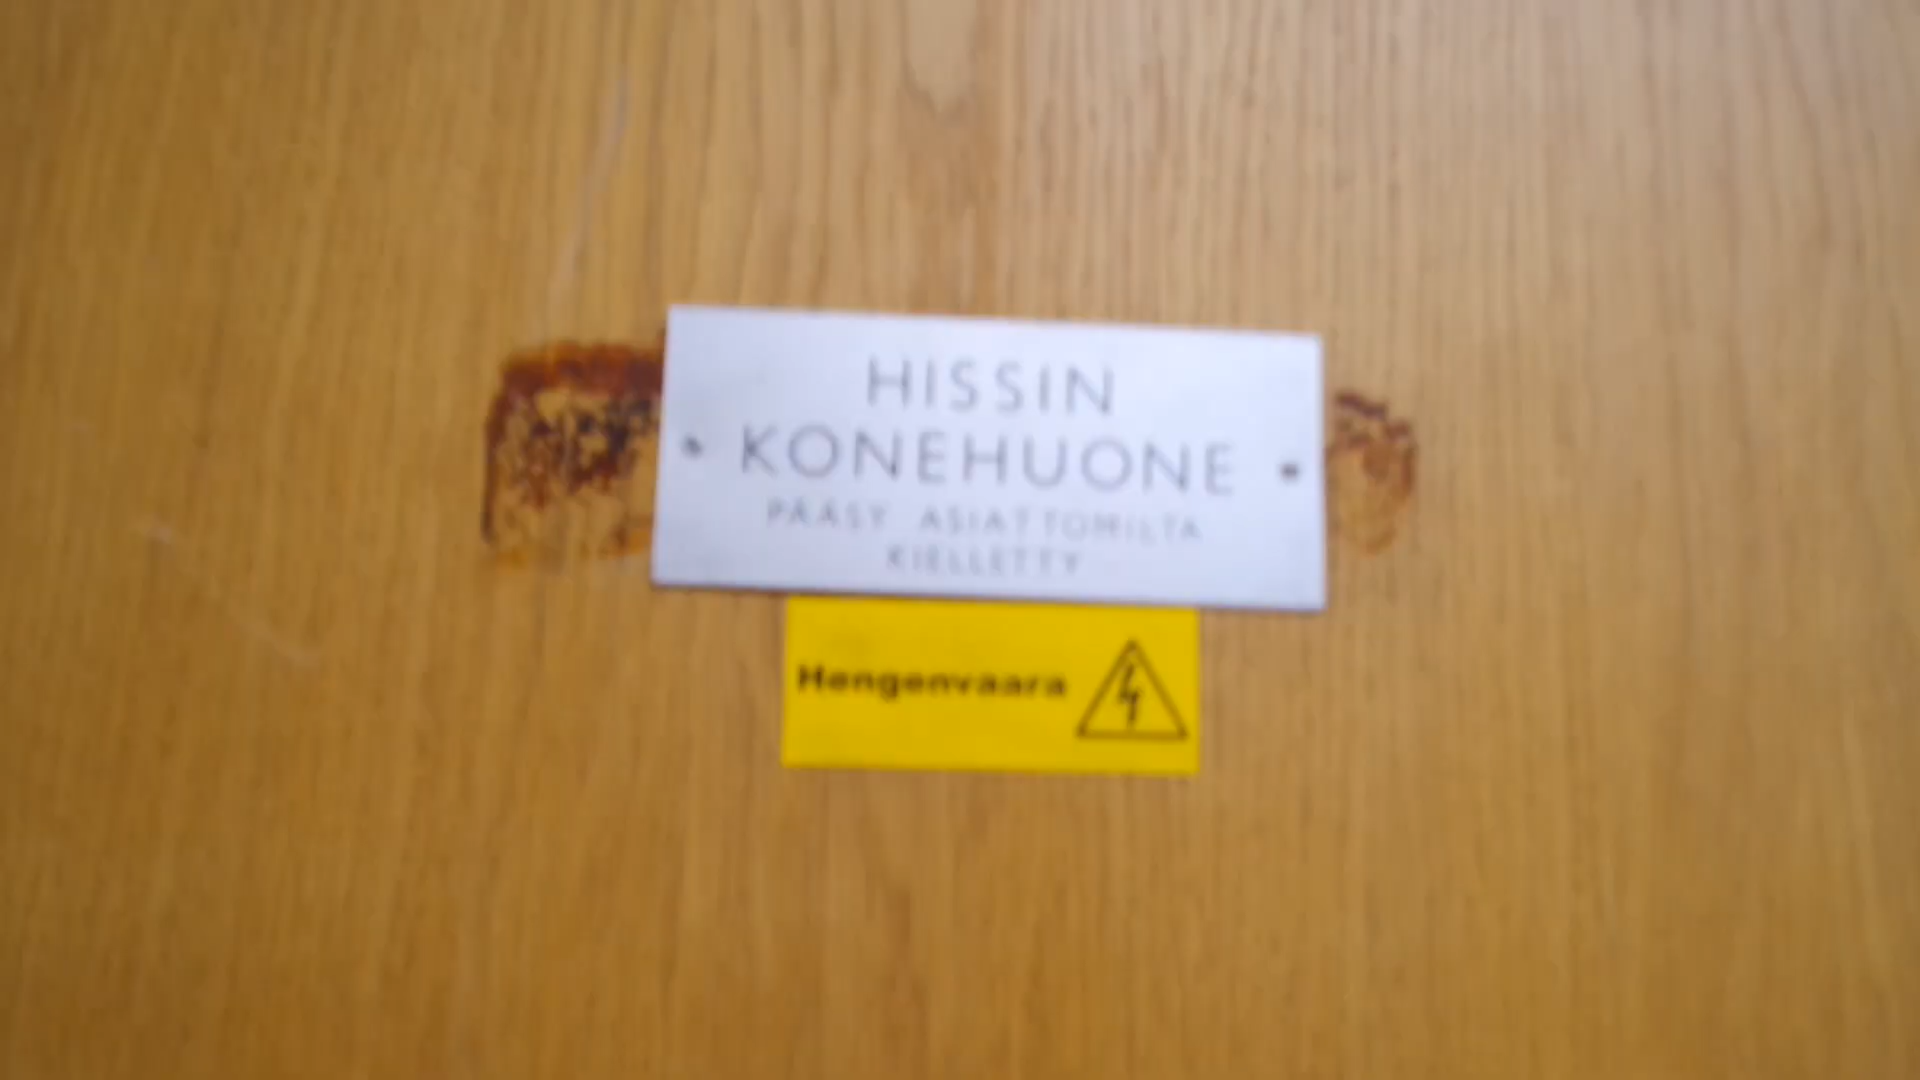 HISSIN
KONEHUONE
PÄÄSY ASIATTOMILTA
KIELLETTY
Hengenvaara